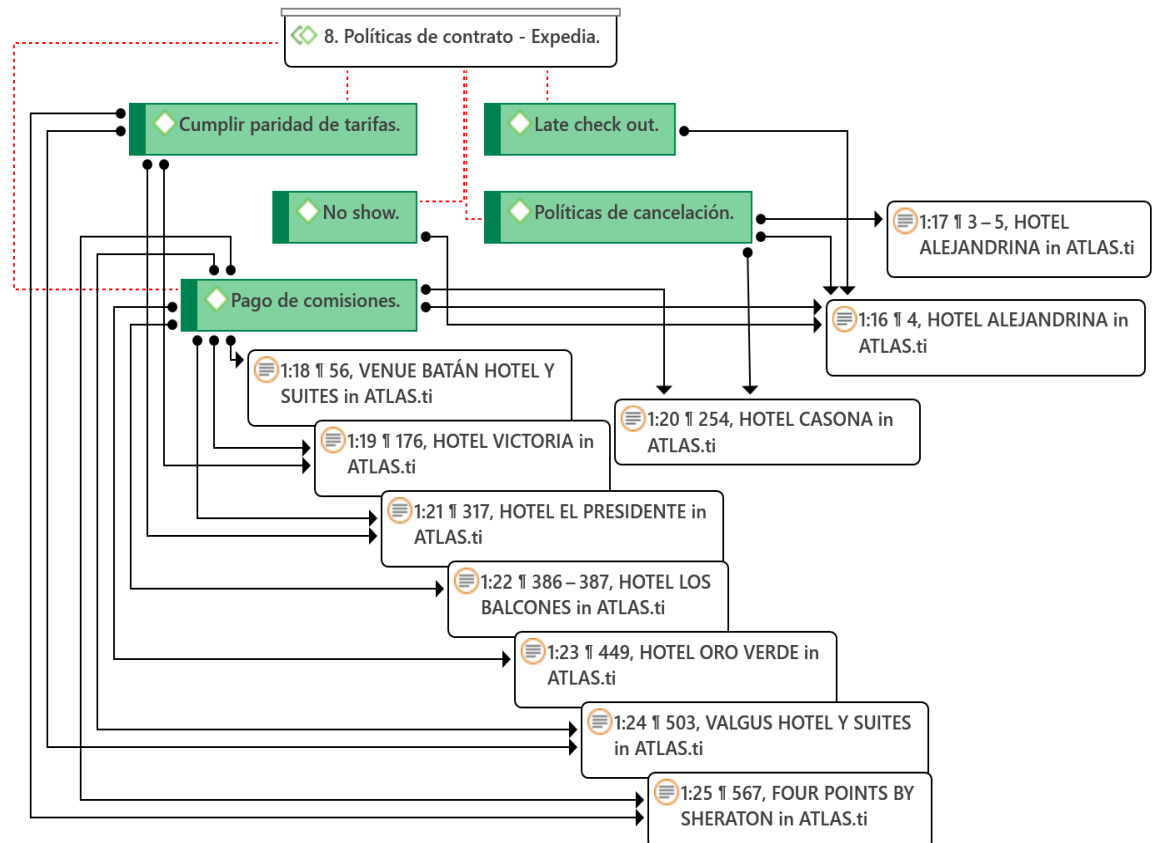 8. Políticas de contrato - Expedia.
Cumplir paridad de tarifas.
Late check out.
No show.
Políticas de cancelación.
1:17 ¶ 3 – 5, HOTEL
ALEJANDRINA in ATLAS.ti
Pago de comisiones.
1:16 ¶ 4, HOTEL ALEJANDRINA in
ATLAS.ti
1:18 ¶ 56, VENUE BATÁN HOTEL Y
SUITES in ATLAS.ti
1:20 ¶ 254, HOTEL CASONA in
ATLAS.ti
1:19 ¶ 176, HOTEL VICTORIA in
ATLAS.ti
1:21 ¶ 317, HOTEL EL PRESIDENTE in
ATLAS.ti
1:22 ¶ 386 – 387, HOTEL LOS
BALCONES in ATLAS.ti
1:23 ¶ 449, HOTEL ORO VERDE in
ATLAS.ti
1:24 ¶ 503, VALGUS HOTEL Y SUITES
in ATLAS.ti
1:25 ¶ 567, FOUR POINTS BY
SHERATON in ATLAS.ti